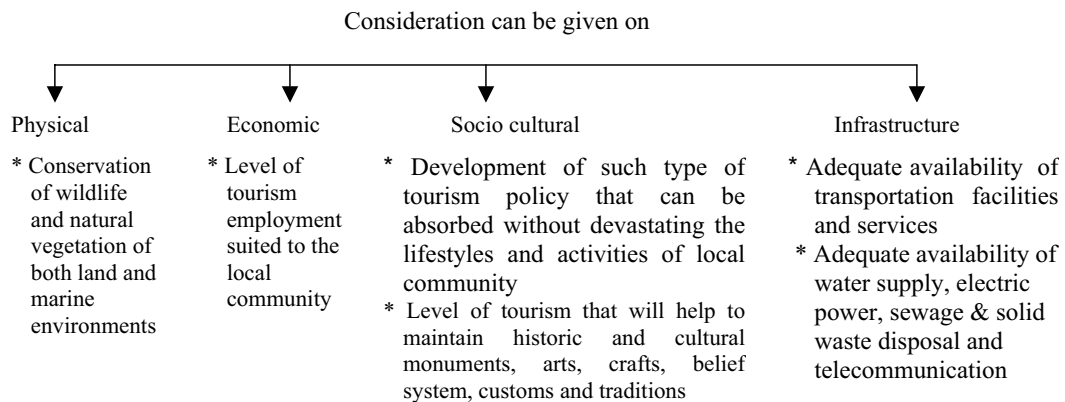 Consideration can be given on
Physical
* Conservation
of wildlife
and natural
vegetation of
both land and
marine
environments
Economic
* Level of
tourism
employment
suited to the
local
community
Socio cultural
* Development of such type of
tourism policy that can be
absorbed without devastating the
lifestyles and activities of local
community
* Level of tourism that will help to
maintain historic and cultural
monuments, arts, crafts, belief
system, customs and traditions
Infrastructure
* Adequate availability of
transportation facilities
and services
* Adequate availability of
water supply, electric
power, sewage & solid
waste disposal and
telecommunication